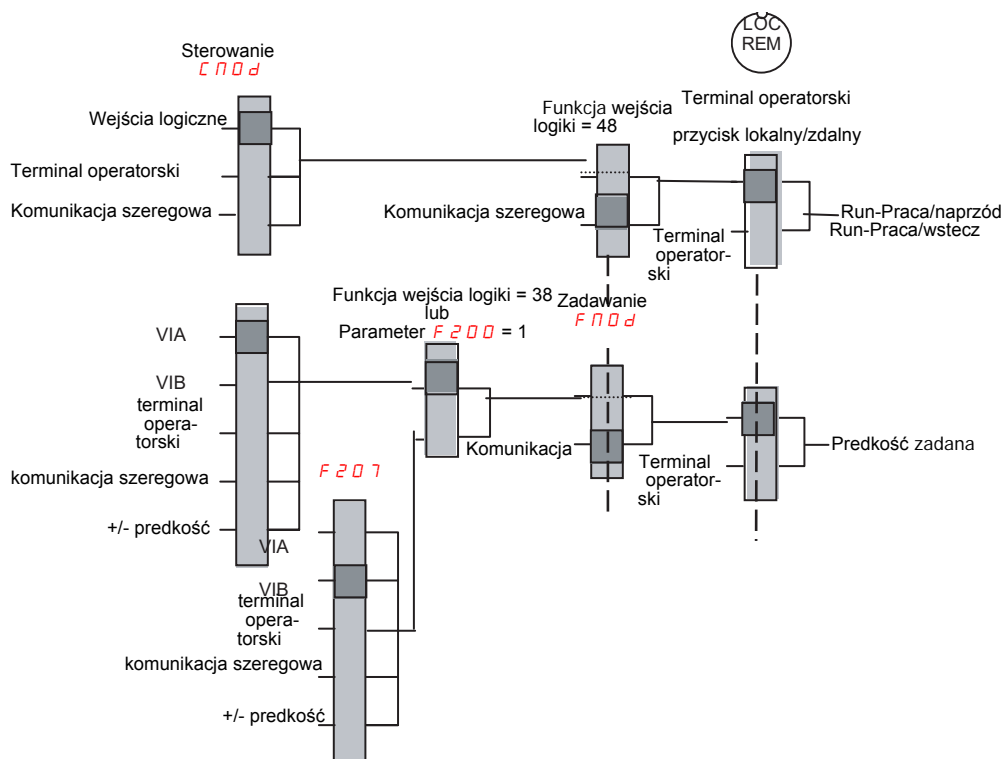 LOC
REM
Sterowanie
CMOd
Wejścia logiczne
Terminal operatorski
Komunikacja szeregowa
Funkcja wejścia
logiki = 48
Komunikacja szeregowa
Terminal operatorski
przycisk lokalny/zdalny
Terminal
operator-
ski
Run-Praca/naprzód
Run-Praca/wstecz
Funkcja wejścia logiki = 38
lub
Parameter F200 = 1
Zadawanie
FMOd
VIA
VIB
terminal
opera-
torski
komunikacja szeregowa
+/- predkość
Komunikacja
Terminal
operator-
ski
Predkość zadana
F207
VIA
VIB
terminal
opera-
torski
komunikacja szeregowa
+/- predkość